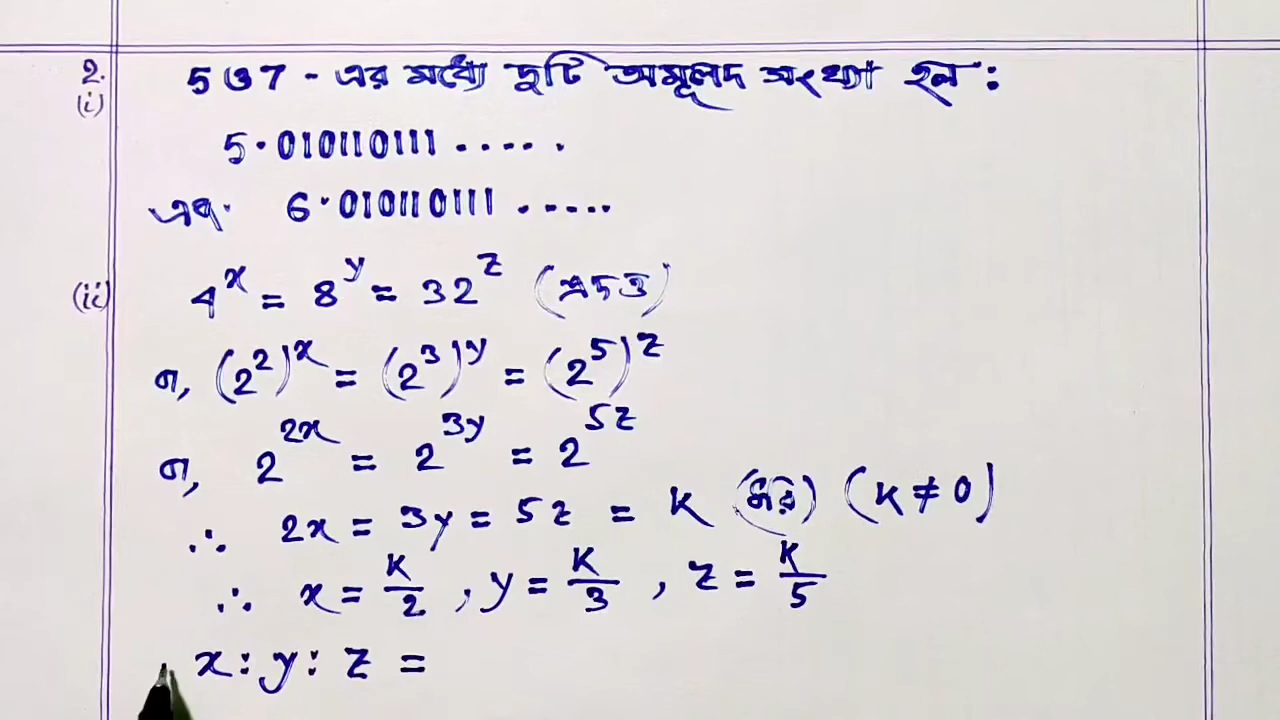 2. 5 ও 7 - এর মধ্যে দুটি অমূলদ সংখ্যা হল :
(i)
5.010110111 .....
এবং 6.010110111 .....
(ii) 4^x = 8^y = 32^z (প্রদত্ত)
বা, (2^2)^x = (2^3)^y = (2^5)^z
বা, 2^2x = 2^3y = 2^5z
∴ 2x = 3y = 5z = K (ধরি) (K ≠ 0)
∴ x = K/2 , y = K/3 , z = K/5
x : y : z =